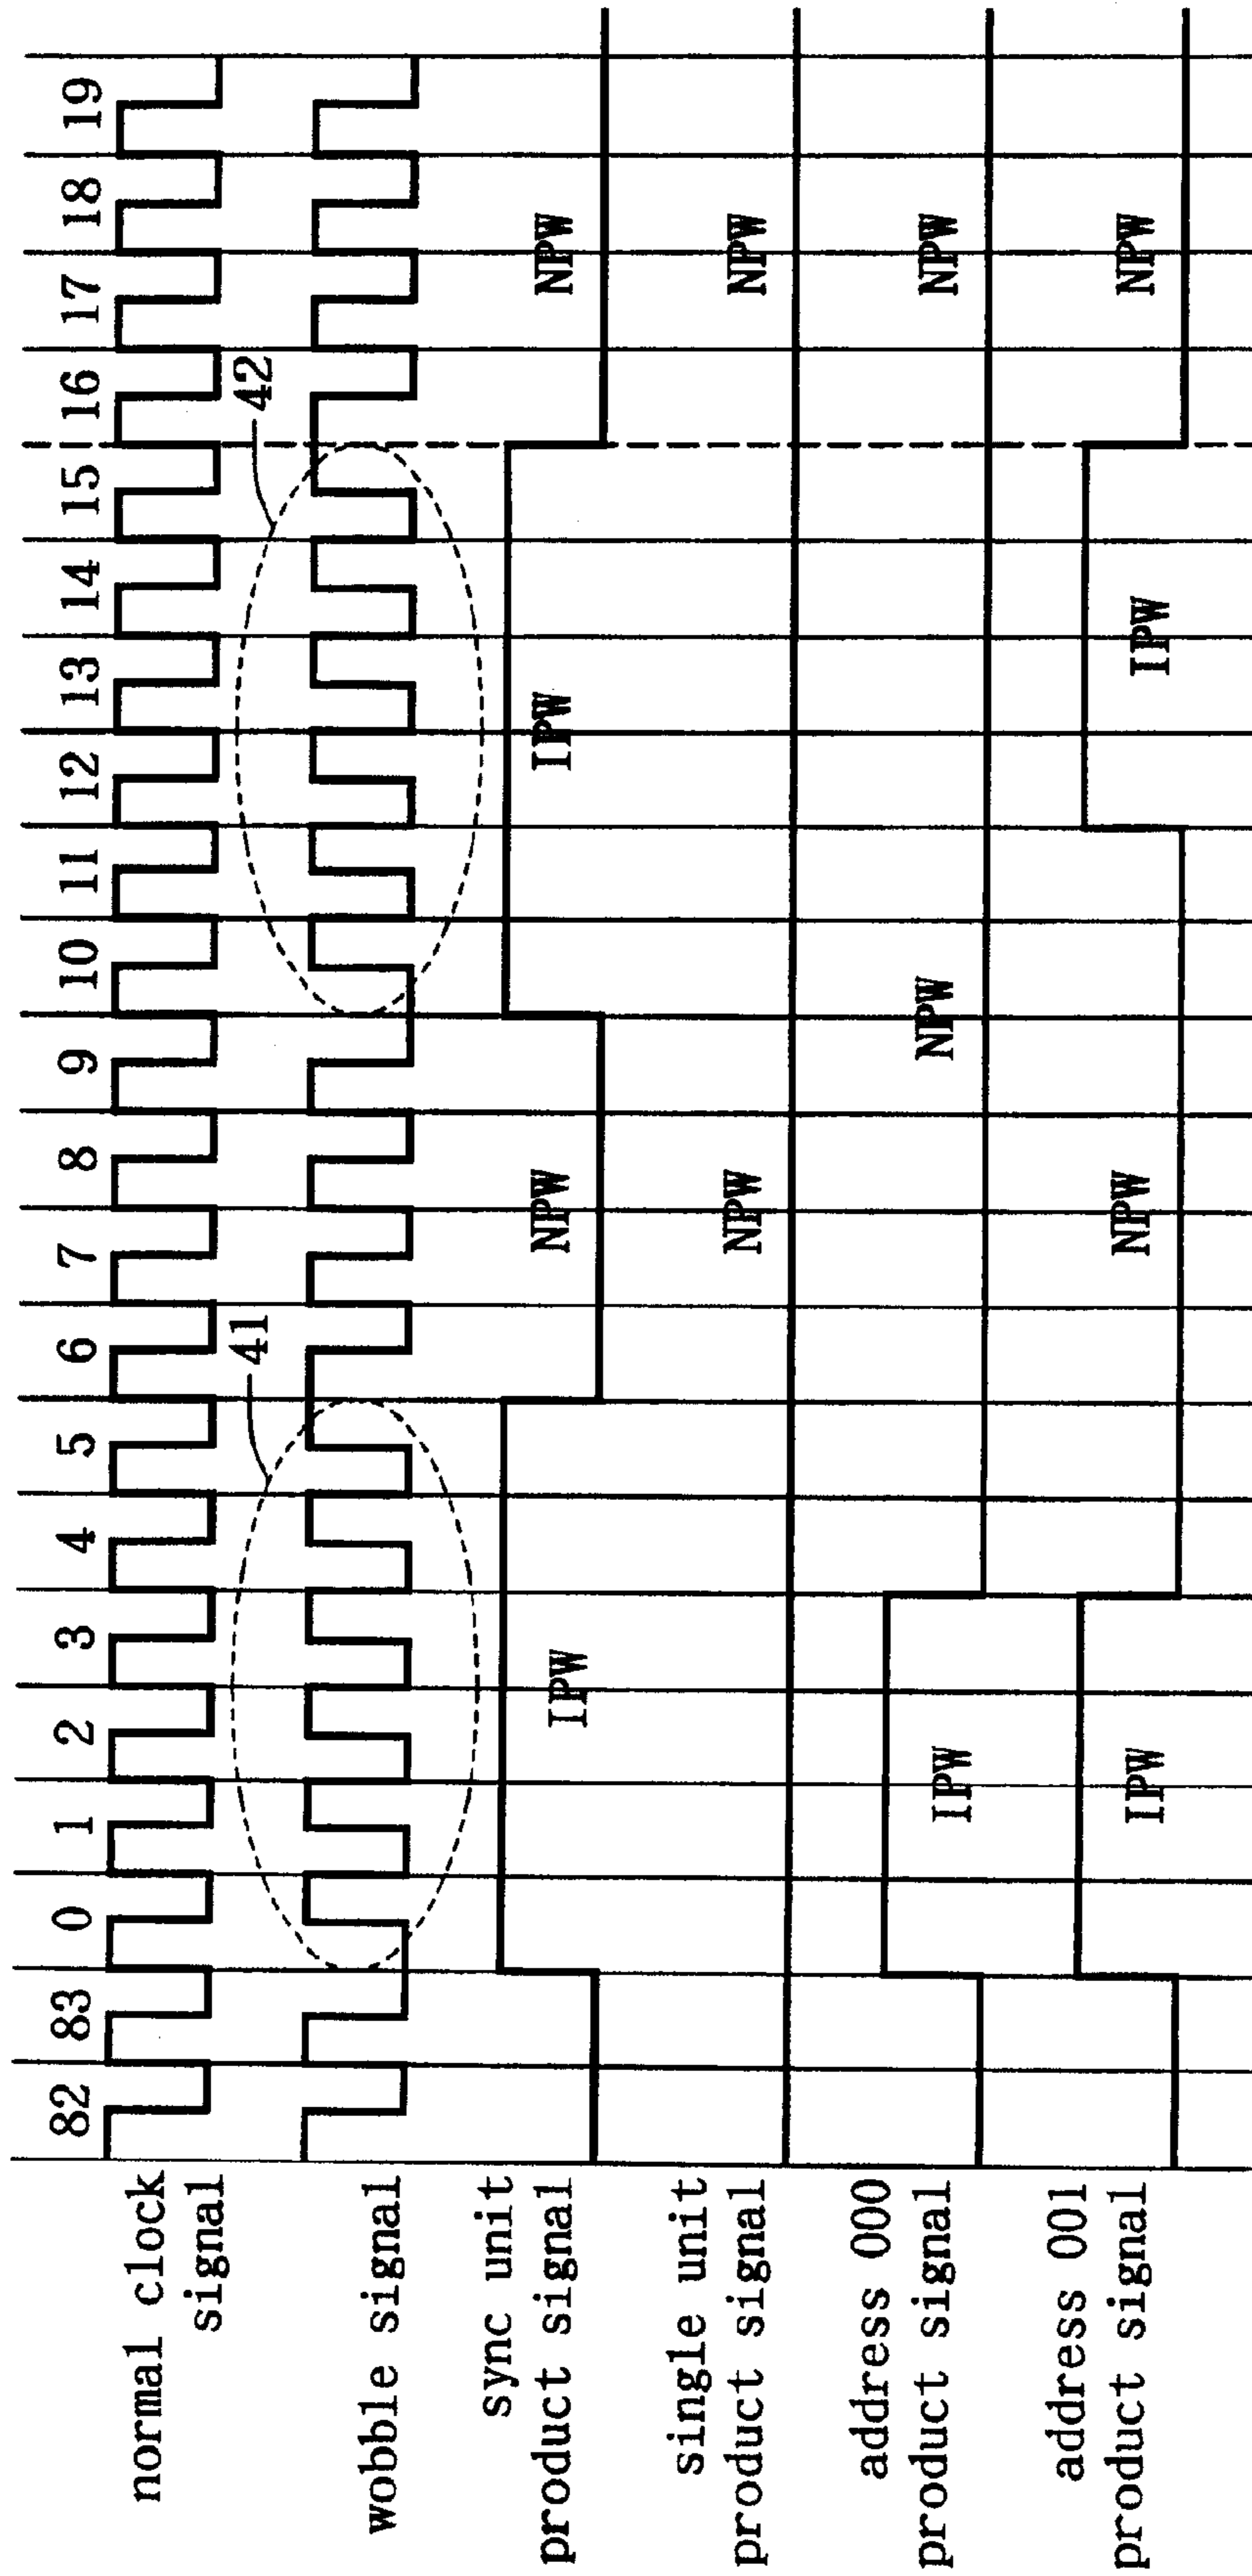 82 83 0 1 2 3 4 5 6 7 8 9 10 11 12 13 14 15 16 17 18 19
normal clock
signal
41
42
wobble signal
sync unit
product signal
IPW NPW IPW NPW
single unit
product signal
NPW NPW
address 000
product signal
IPW NPW NPW
address 001
product signal
IPW NPW IPW NPW